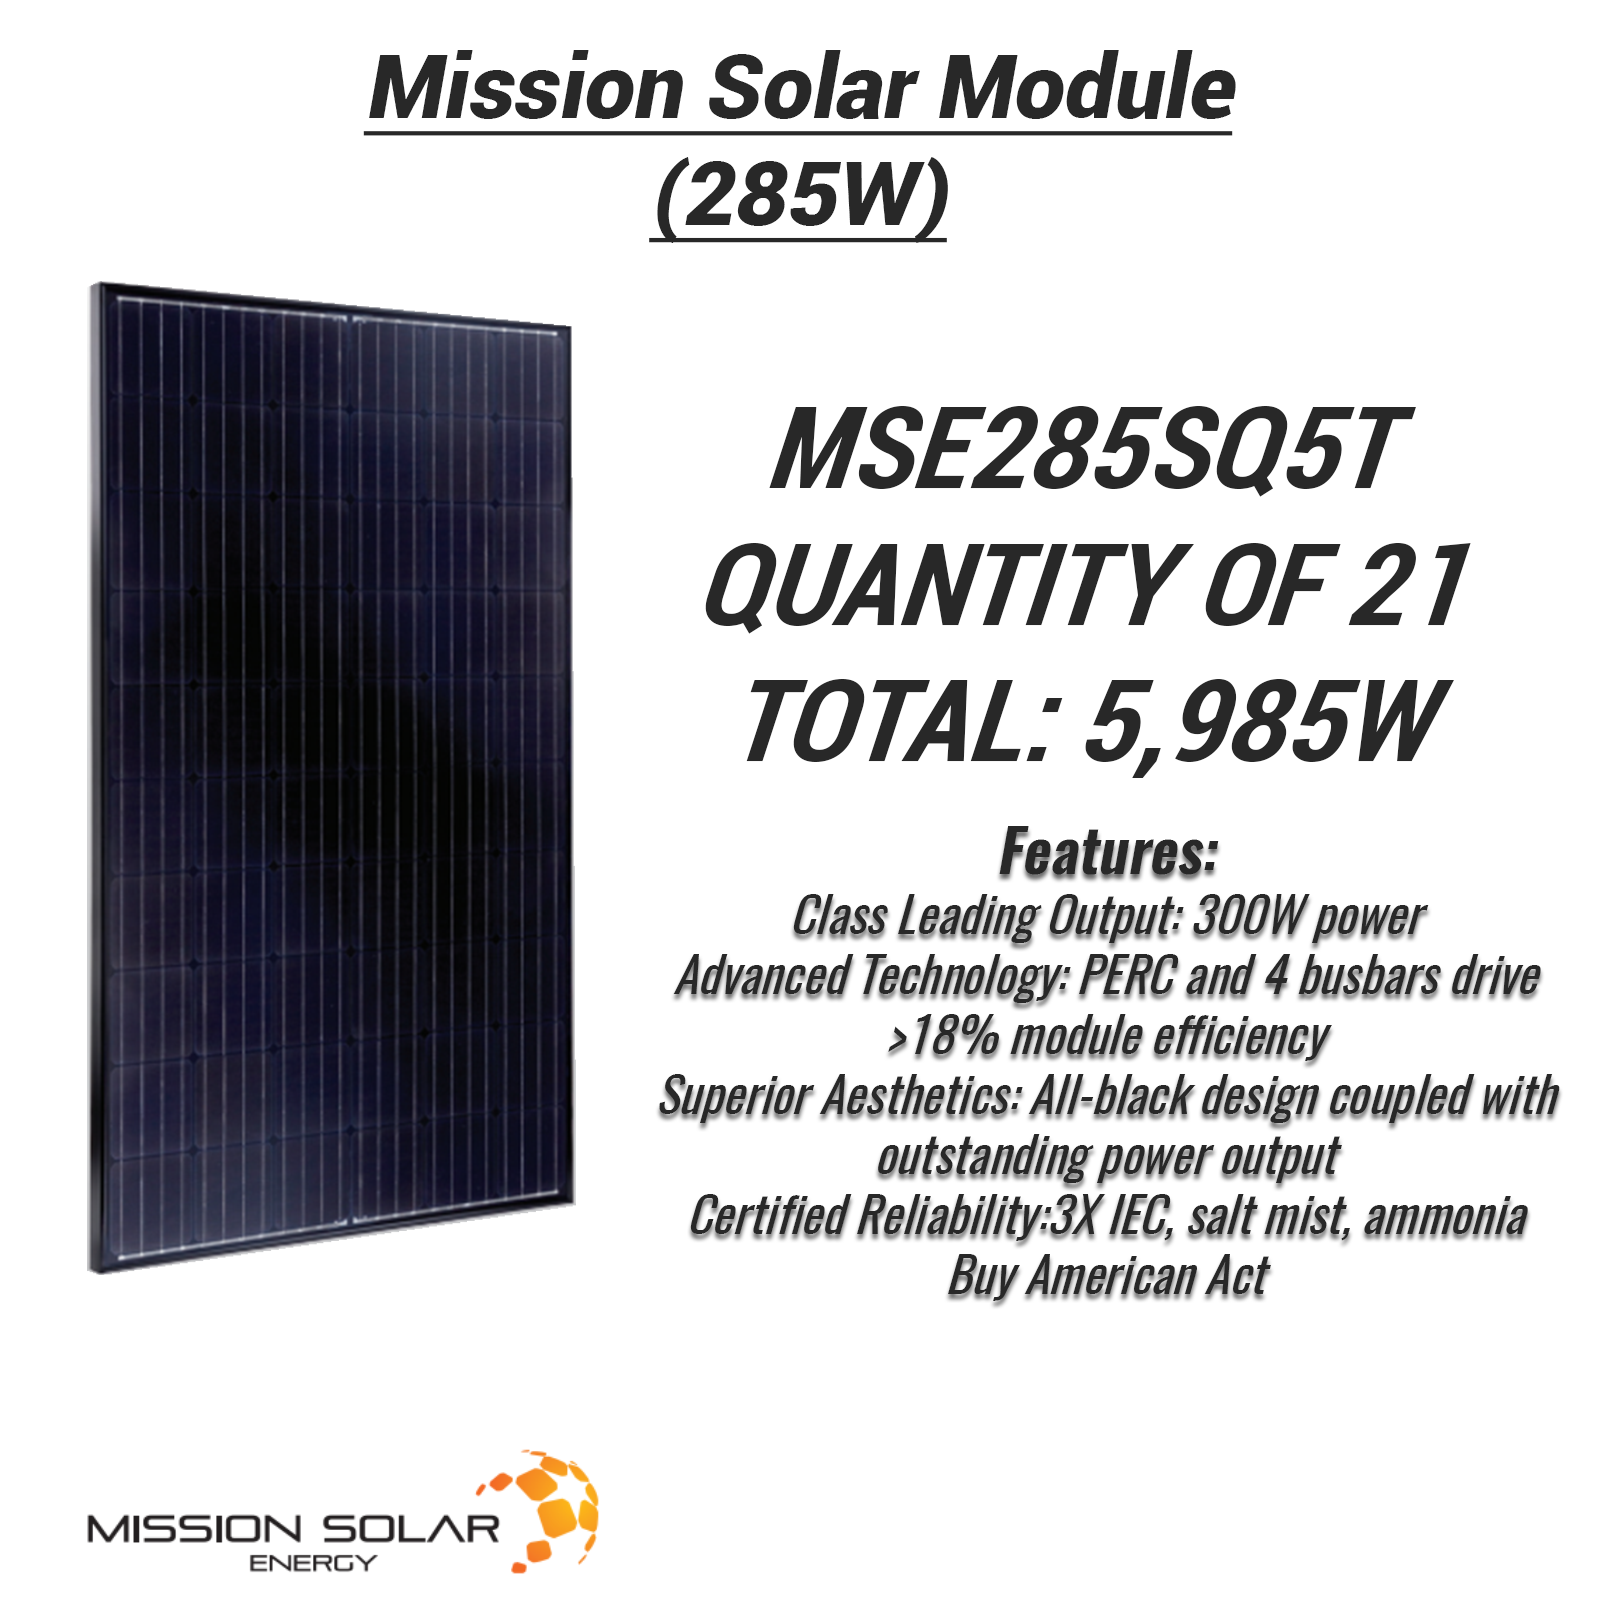 Mission Solar Module
(285W)
MSE285SQ5T
QUANTITY OF 21
TOTAL: 5,985W
Features:
Class Leading Output: 300W power
Advanced Technology: PERC and 4 busbars drive
>18% module efficiency
Superior Aesthetics: All-black design coupled with
outstanding power output
Certified Reliability:3X IEC, salt mist, ammonia
Buy American Act
MISSION SOLAR
ENERGY